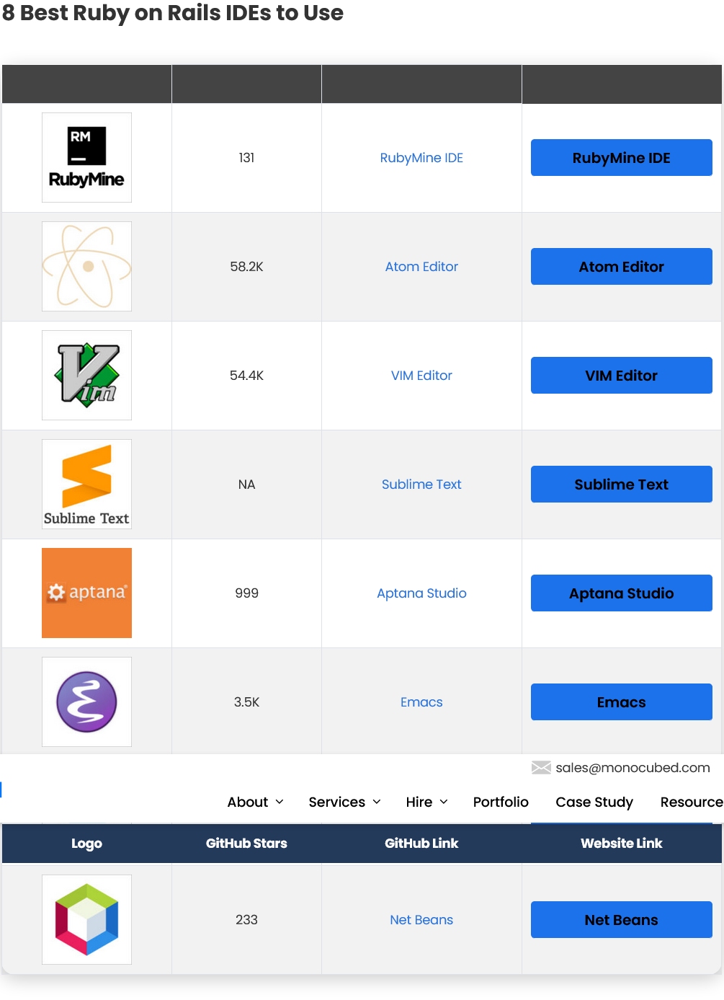 8 Best Ruby on Rails IDEs to Use
RM
RubyMine
131
RubyMine IDE
RubyMine IDE
58.2K
Atom Editor
Atom Editor
Vim
54.4K
VIM Editor
VIM Editor
Sublime Text
NA
Sublime Text
Sublime Text
aptana®
999
Aptana Studio
Aptana Studio
3.5K
Emacs
Emacs
sales@monocubed.com
About Services Hire Portfolio Case Study Resource
Logo GitHub Stars GitHub Link Website Link
233
Net Beans
Net Beans